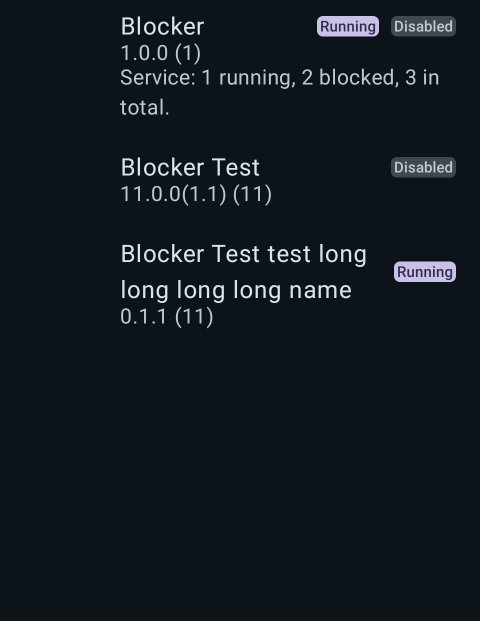 Blocker Running Disabled
1.0.0 (1)
Service: 1 running, 2 blocked, 3 in
total.
Blocker Test Disabled
11.0.0(1.1) (11)
Blocker Test test long
long long long name Running
0.1.1 (11)